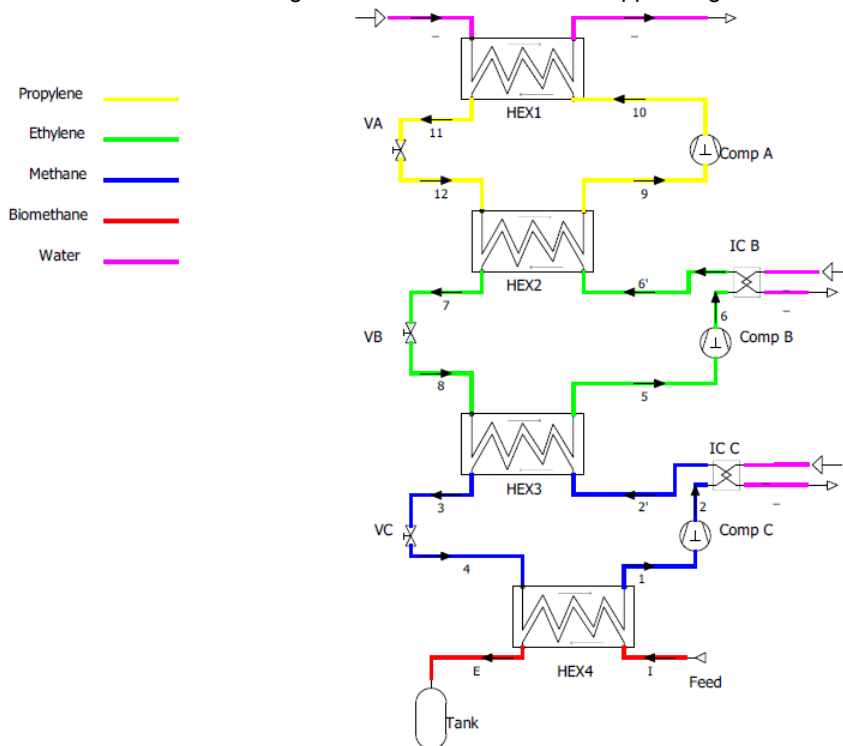 HEX1
10
11
VA
Comp A
12
9
HEX2
IC B
6'
7
6
VB
Comp B
8
5
HEX3
IC C
3
2'
2
VC
Comp C
4
1
E
HEX4
I
Feed
Tank
Propylene
Ethylene
Methane
Biomethane
Water